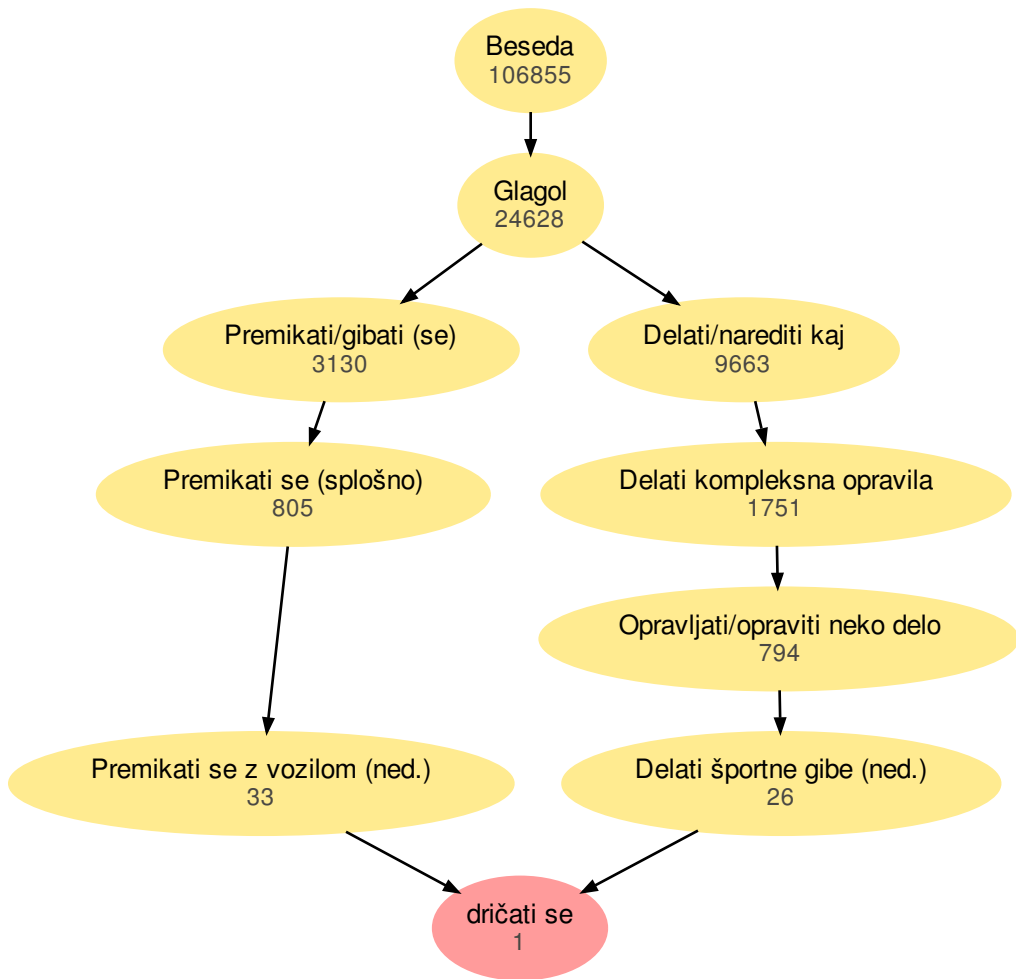 Beseda
106855
Glagol
24628
Premikati/gibati (se)
3130
Delati/narediti kaj
9663
Premikati se (splošno)
805
Delati kompleksna opravila
1751
Opravljati/opraviti neko delo
794
Premikati se z vozilom (ned.)
33
Delati športne gibe (ned.)
26
dričati se
1